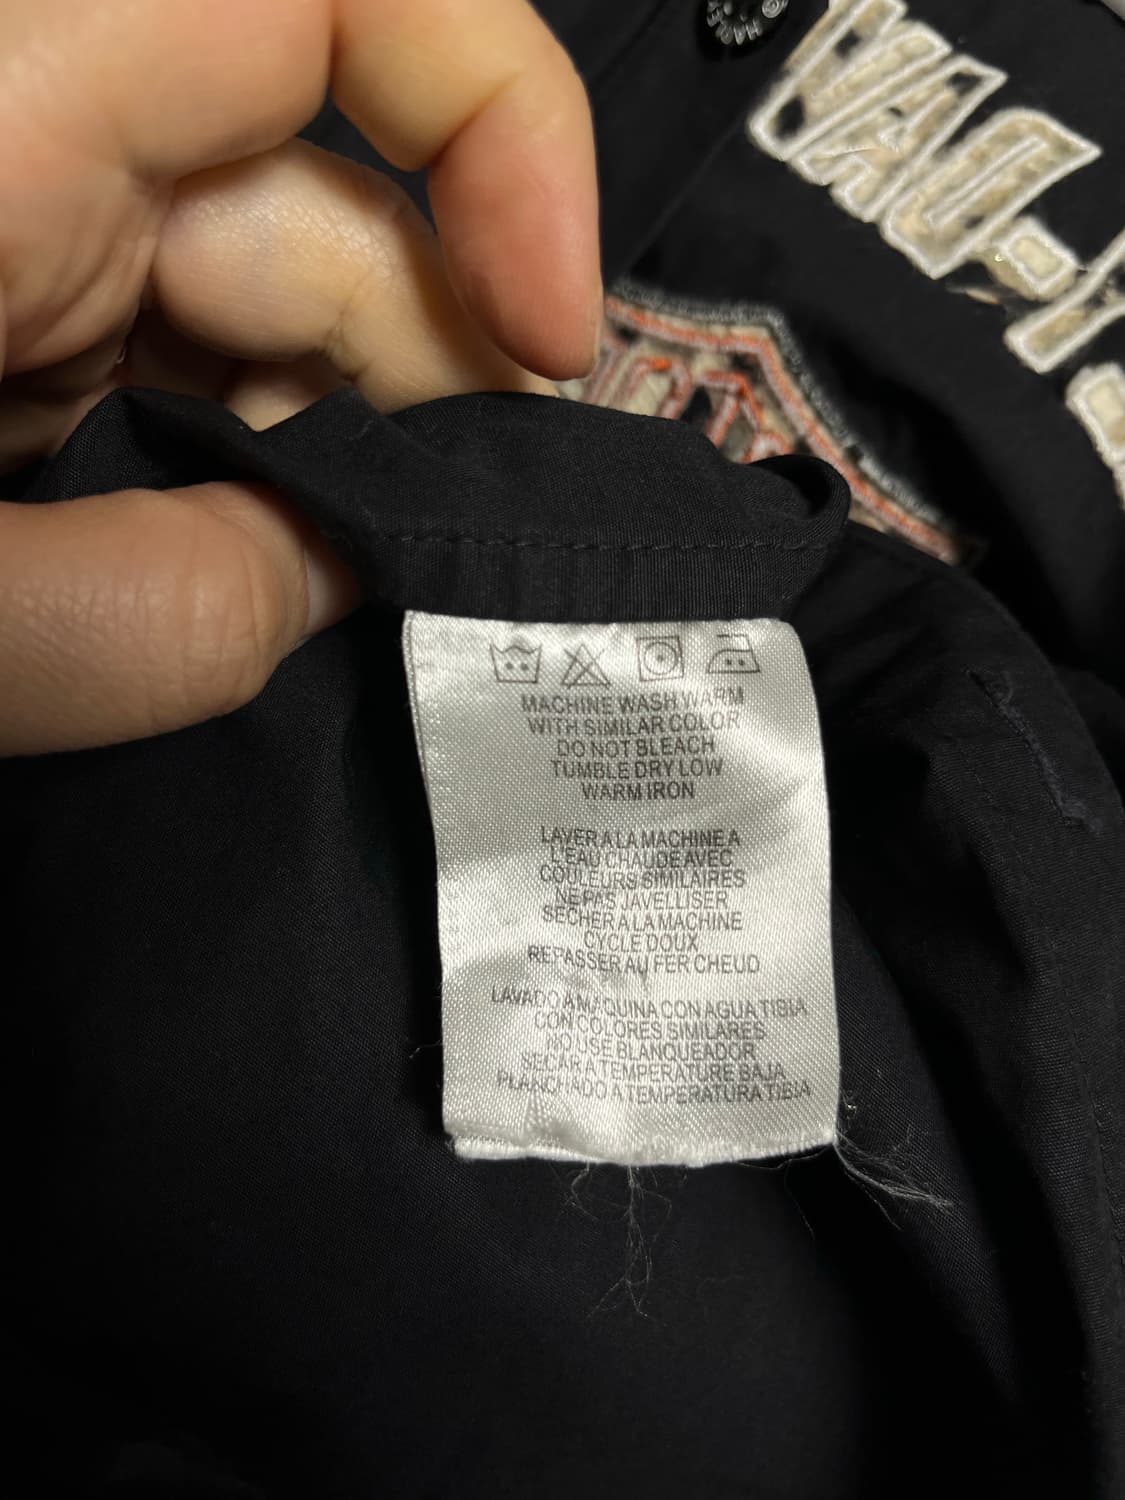 MACHINE WASH WARM
WITH SIMILAR COLOR
DO NOT BLEACH
TUMBLE DRY LOW
WARM IRON
LAVER A LA MACHINE A
L'EAU CHAUDE AVEC
COULEURS SIMILAIRES
NE PAS JAVELLISER
SECHER A LA MACHINE
CYCLE DOUX
REPASSER AU FER CHEUD
LAVADO A MAQUINA CON AGUA TIBIA
CON COLORES SIMILARES
NO USE BLANQUEADOR
SECAR A TEMPERATURE BAJA
PLANCHADO A TEMPERATURA TIBIA